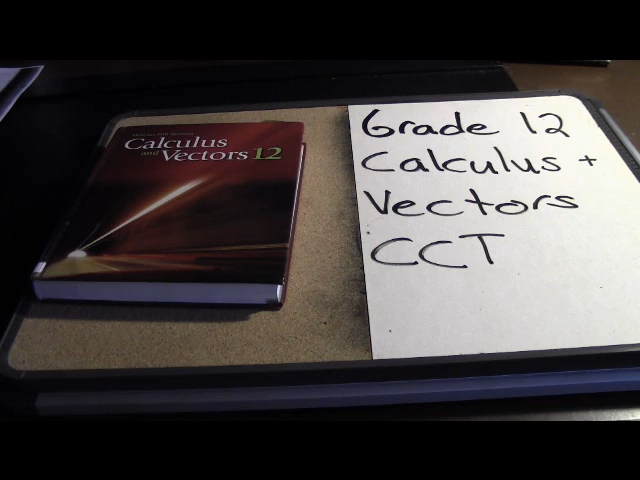 Calculus
and Vectors 12
Grade 12
Calculus +
Vectors
CCT